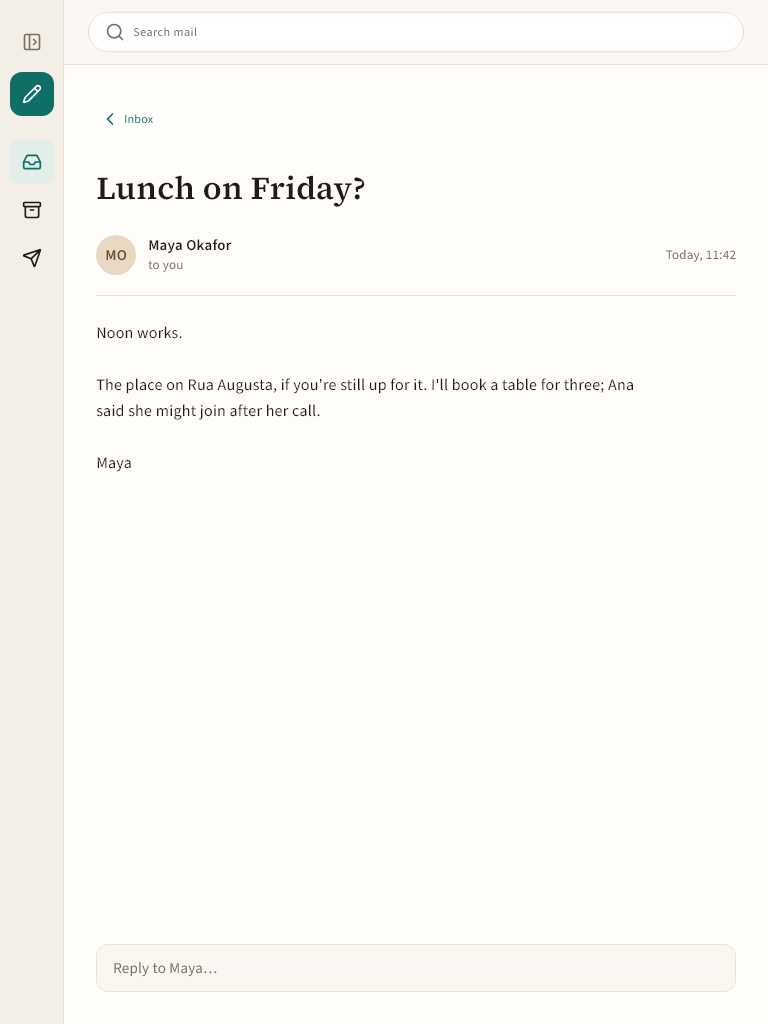 Search mail
Inbox
Lunch on Friday?
MO
Maya Okafor
to you
Today, 11:42
Noon works.
The place on Rua Augusta, if you're still up for it. I'll book a table for three; Ana
said she might join after her call.
Maya
Reply to Maya…